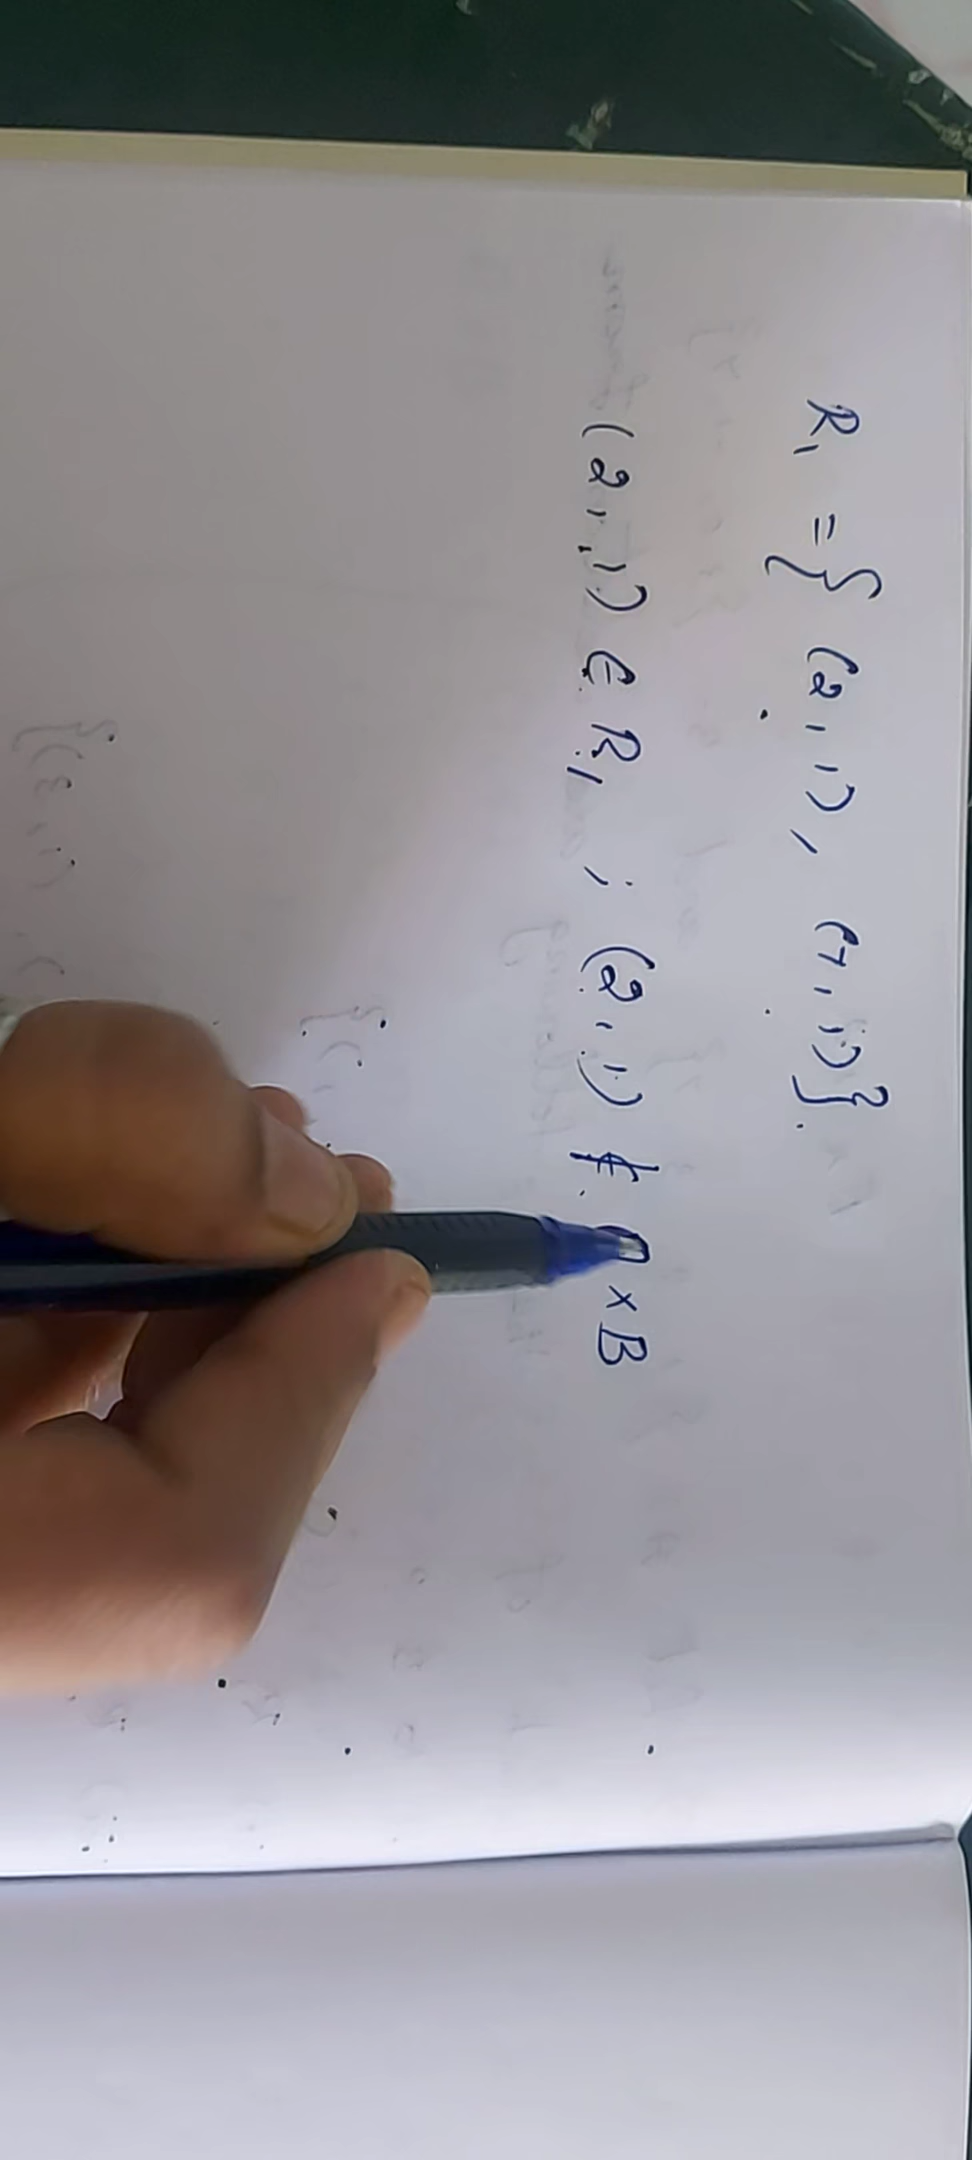 R₁ = { (2, 1), (7, 1) }
(2, 1) ∈ R₁ ; (2, 1) ∉ A × B